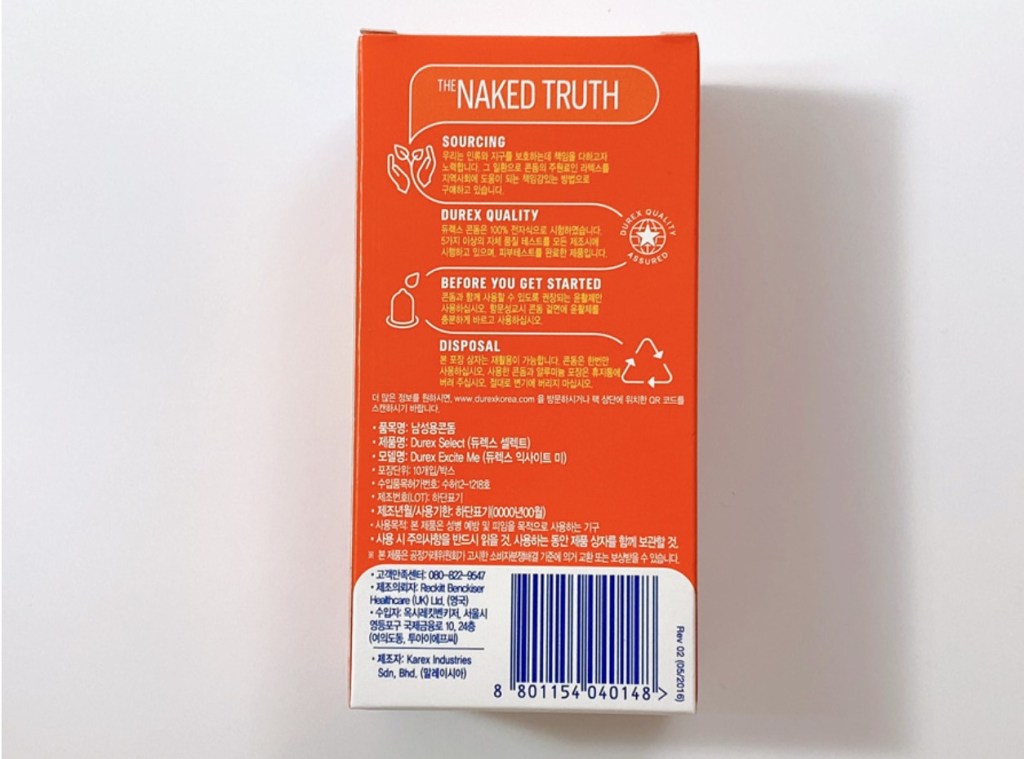 THE NAKED TRUTH
SOURCING
우리는 인류와 지구를 보호하는데 책임을 다하고자
노력합니다. 그 일환으로 콘돔의 주원료인 라텍스를
지역사회에 도움이 되는 책임감있는 방법으로
구매하고 있습니다.
DUREX QUALITY
듀렉스 콘돔은 100% 전자식으로 시험하였습니다.
5가지 이상의 자체 품질 테스트를 모든 제조시에
시행하고 있으며, 피부테스트를 완료한 제품입니다.
DUREX QUALITY
ASSURED
BEFORE YOU GET STARTED
콘돔과 함께 사용할 수 있도록 권장되는 윤활제만
사용하십시오. 항문성교시 콘돔 겉면에 윤활제를
충분하게 바르고 사용하십시오.
DISPOSAL
본 포장 상자는 재활용이 가능합니다. 콘돔은 한번만
사용하십시오. 사용한 콘돔과 알루미늄 포장은 휴지통에
버려 주십시오. 절대로 변기에 버리지 마십시오.
더 많은 정보를 원하시면, www.durexkorea.com 을 방문하시거나 팩 상단에 위치한 QR 코드를
스캔하시기 바랍니다.
• 품목명: 남성용콘돔
• 제품명: Durex Select (듀렉스 셀렉트)
• 모델명: Durex Excite Me (듀렉스 익사이트 미)
• 포장단위: 10개입/박스
• 수입품목허가번호: 수허12-1218호
• 제조번호(LOT): 하단표기
• 제조년월/사용기한: 하단표기(0000년00월)
• 사용목적: 본 제품은 성병 예방 및 피임을 목적으로 사용하는 기구
• 사용 시 주의사항을 반드시 읽을 것. 사용하는 동안 제품 상자를 함께 보관할 것.
※ 본 제품은 공정거래위원회가 고시한 소비자분쟁해결 기준에 의거 교환 또는 보상받을 수 있습니다.
• 고객만족센터: 080-822-9547
• 제조의뢰자: Reckitt Benckiser
Healthcare (UK) Ltd. (영국)
• 수입자: 옥시레킷벤키저, 서울시
영등포구 국제금융로 10, 24층
(여의도동, 투아이에프씨)
• 제조자: Karex Industries
Sdn, Bhd. (말레이시아)
8 801154 040148 >
Rev 02 (05/2016)